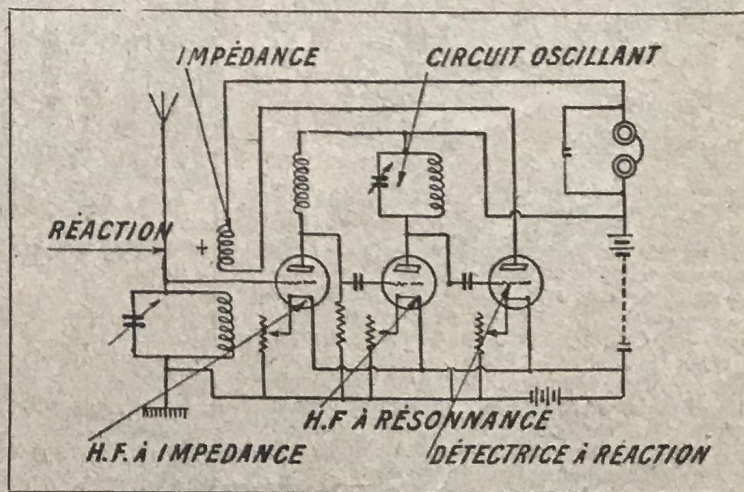 IMPÉDANCE
CIRCUIT OSCILLANT
RÉACTION
+
H.F À RÉSONNANCE
H.F. À IMPEDANCE
DÉTECTRICE À RÉACTION